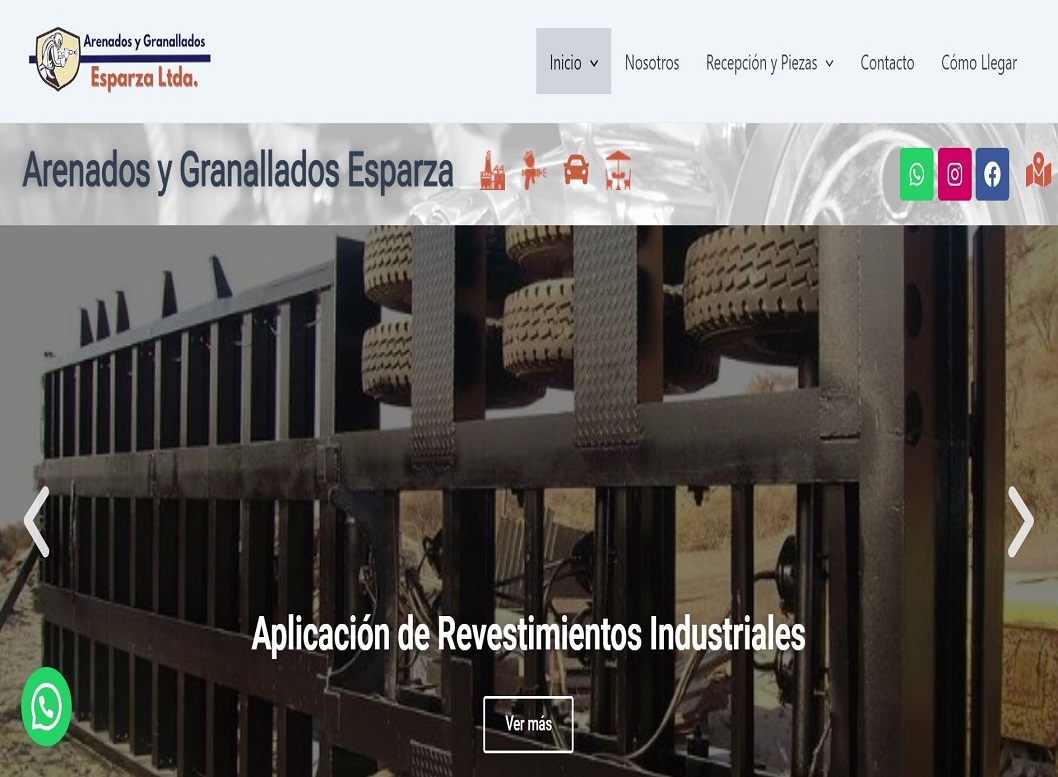 Arenados y Granallados
Esparza Ltda.
Inicio
Nosotros
Recepción y Piezas
Contacto
Cómo Llegar
Arenados y Granallados Esparza
Aplicación de Revestimientos Industriales
Ver más